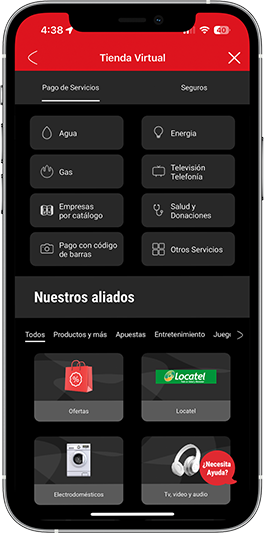 4:38
40
Tienda Virtual
Pago de Servicios
Seguros
Agua
Energia
Gas
Televisión
Telefonía
Empresas
por catálogo
Salud y
Donaciones
Pago con código
de barras
Otros Servicios
Nuestros aliados
Todos
Productos y más
Apuestas
Entretenimiento
Jueg
Ofertas
Locatel
Locatel
Electrodomésticos
Tv, video y audio
¿Necesita
Ayuda?